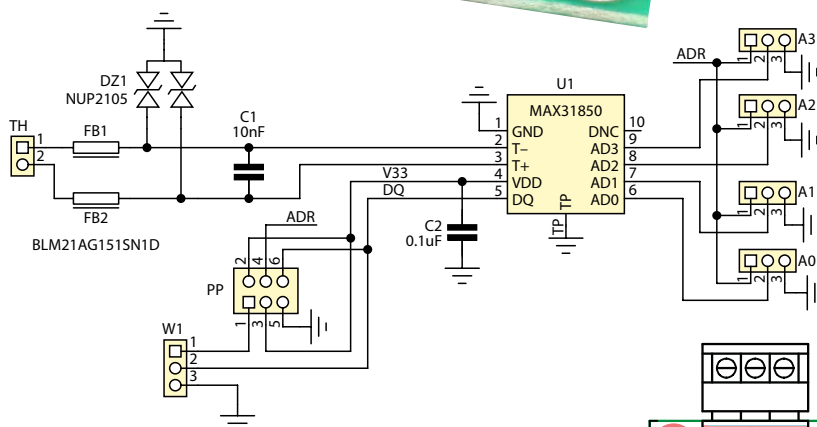 DZ1
NUP2105
TH
1
2
FB1
FB2
BLM21AG151SN1D
C1
10nF
U1
MAX31850
1 GND DNC 10
2 T– AD3 9
3 T+ AD2 8
4 VDD AD1 7
5 DQ AD0 6
TP
TP
V33
DQ
C2
0.1uF
ADR
2 4 6
PP
1 3 5
W1
1
2
3
ADR
A3
1 2 3
A2
1 2 3
A1
1 2 3
A0
1 2 3